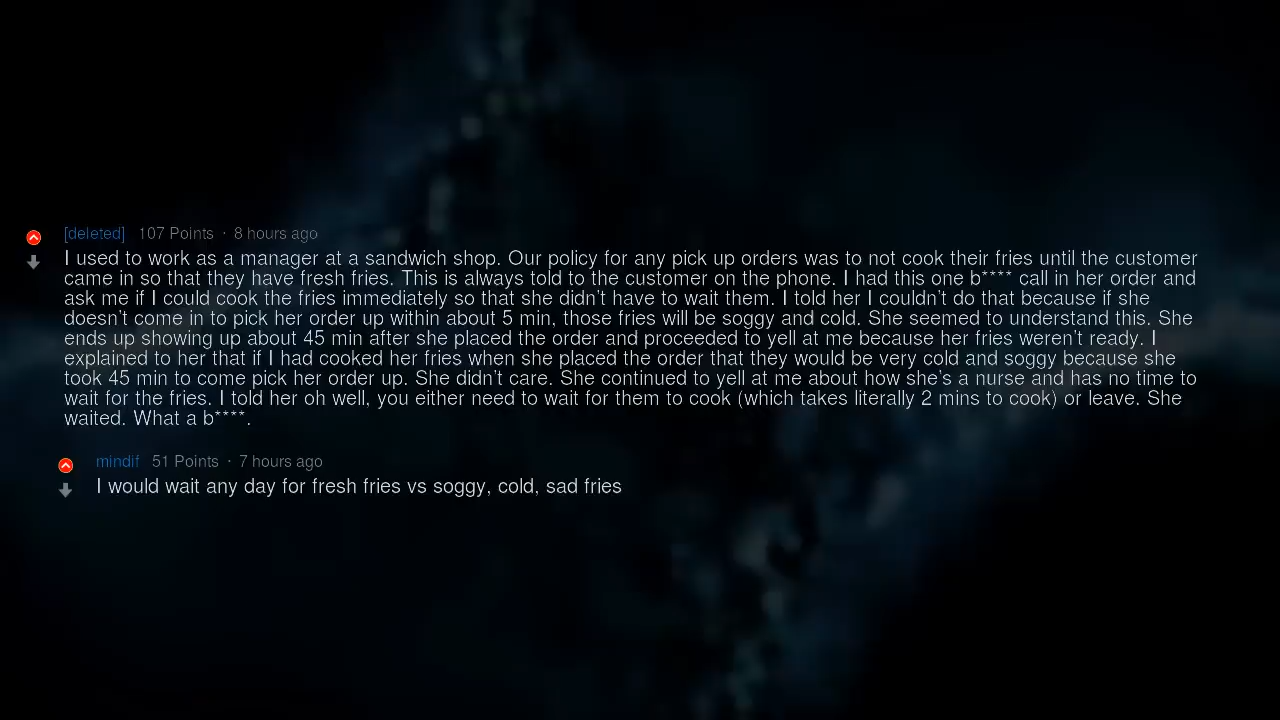 [deleted] 107 Points · 8 hours ago
I used to work as a manager at a sandwich shop. Our policy for any pick up orders was to not cook their fries until the customer
came in so that they have fresh fries. This is always told to the customer on the phone. I had this one b**** call in her order and
ask me if I could cook the fries immediately so that she didn't have to wait them. I told her I couldn't do that because if she
doesn't come in to pick her order up within about 5 min, those fries will be soggy and cold. She seemed to understand this. She
ends up showing up about 45 min after she placed the order and proceeded to yell at me because her fries weren't ready. I
explained to her that if I had cooked her fries when she placed the order that they would be very cold and soggy because she
took 45 min to come pick her order up. She didn't care. She continued to yell at me about how she's a nurse and has no time to
wait for the fries. I told her oh well, you either need to wait for them to cook (which takes literally 2 mins to cook) or leave. She
waited. What a b****.
mindif 51 Points · 7 hours ago
I would wait any day for fresh fries vs soggy, cold, sad fries